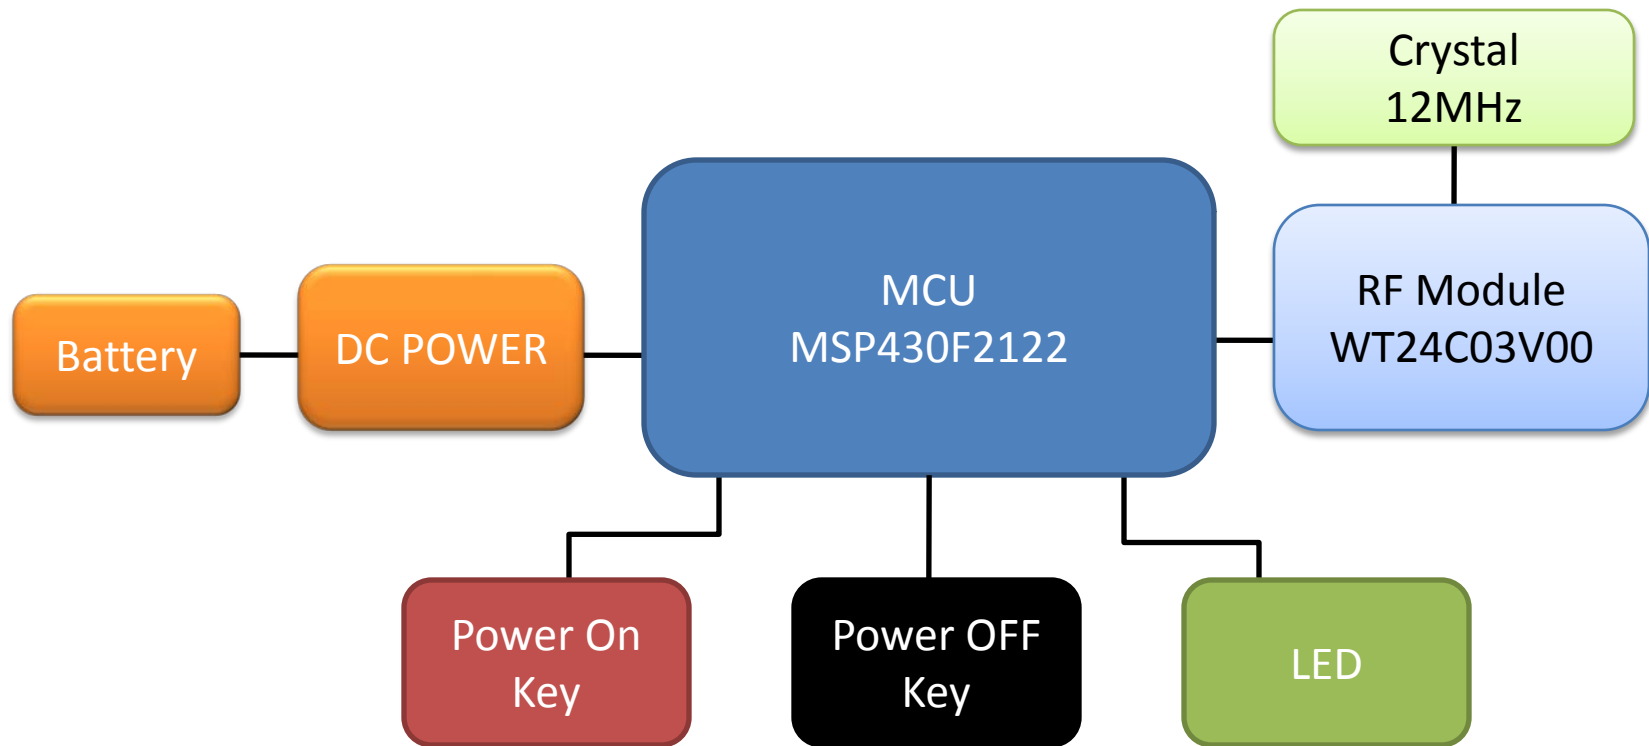 Crystal
12MHz
MCU
MSP430F2122
RF Module
WT24C03V00
Battery
DC POWER
Power On
Key
Power OFF
Key
LED